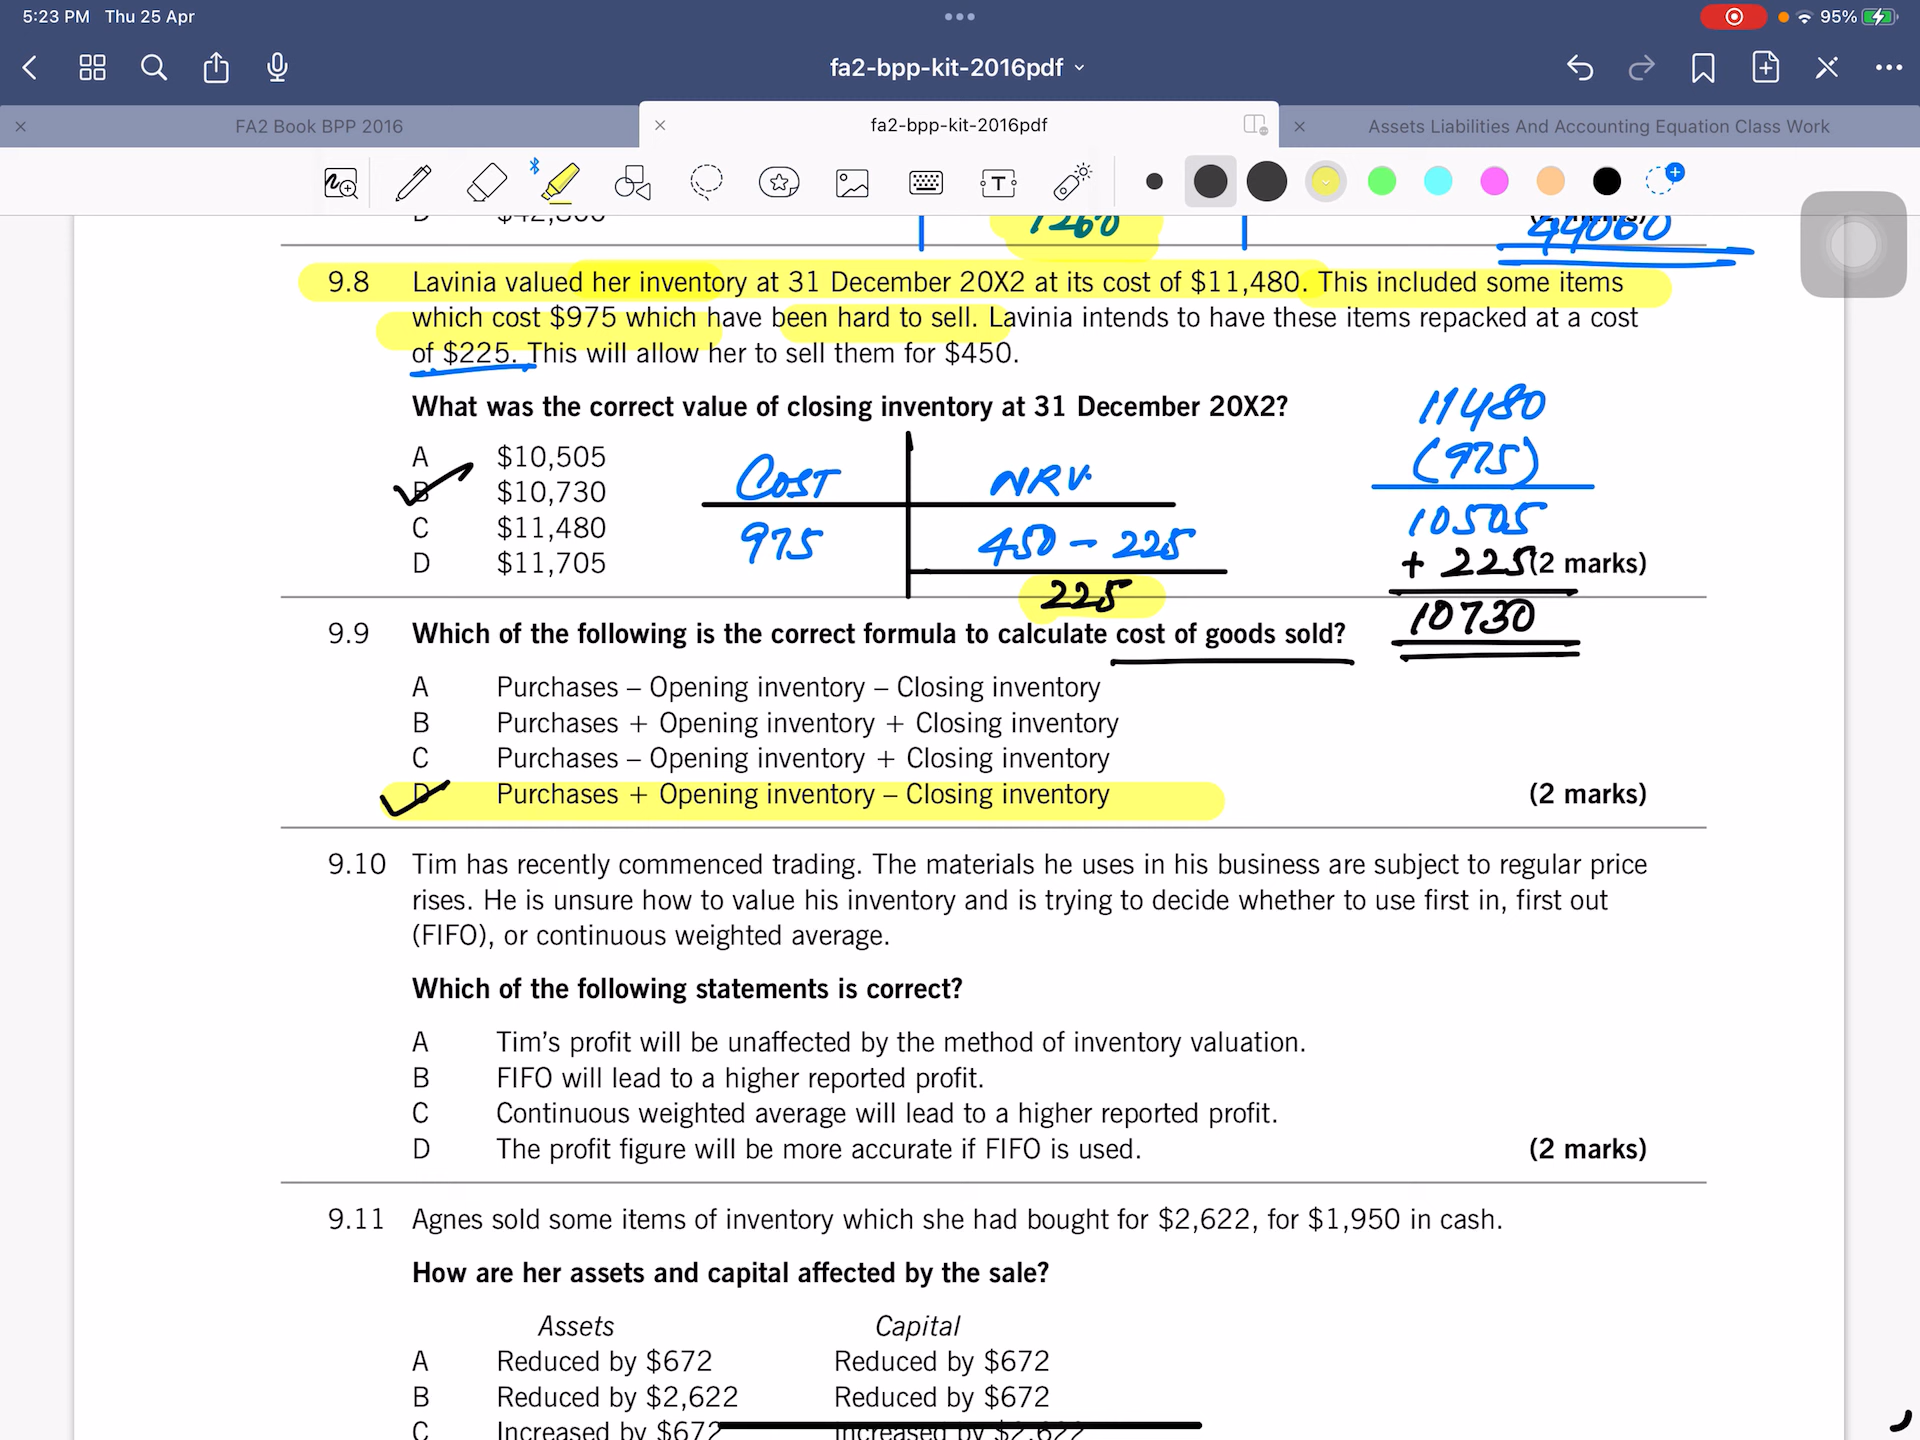 5:23 PM Thu 25 Apr
95%
fa2-bpp-kit-2016pdf
FA2 Book BPP 2016
fa2-bpp-kit-2016pdf
Assets Liabilities And Accounting Equation Class Work
1260
44060
9.8 Lavinia valued her inventory at 31 December 20X2 at its cost of $11,480. This included some items
which cost $975 which have been hard to sell. Lavinia intends to have these items repacked at a cost
of $225. This will allow her to sell them for $450.
What was the correct value of closing inventory at 31 December 20X2?
A $10,505
B $10,730
C $11,480
D $11,705
COST NRV.
975 450 - 225
225
11480
(975)
10505
+ 225
(2 marks)
10730
9.9 Which of the following is the correct formula to calculate cost of goods sold?
A Purchases – Opening inventory – Closing inventory
B Purchases + Opening inventory + Closing inventory
C Purchases – Opening inventory + Closing inventory
D Purchases + Opening inventory – Closing inventory (2 marks)
9.10 Tim has recently commenced trading. The materials he uses in his business are subject to regular price
rises. He is unsure how to value his inventory and is trying to decide whether to use first in, first out
(FIFO), or continuous weighted average.
Which of the following statements is correct?
A Tim's profit will be unaffected by the method of inventory valuation.
B FIFO will lead to a higher reported profit.
C Continuous weighted average will lead to a higher reported profit.
D The profit figure will be more accurate if FIFO is used. (2 marks)
9.11 Agnes sold some items of inventory which she had bought for $2,622, for $1,950 in cash.
How are her assets and capital affected by the sale?
Assets Capital
A Reduced by $672 Reduced by $672
B Reduced by $2,622 Reduced by $672
C Increased by $672 Increased by $2,622